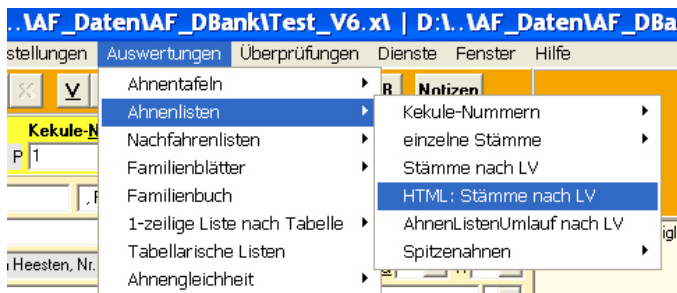 ..\AF_Daten\AF_DBank\Test_V6.x\ | D:\..\AF_Daten\AF_DBa
stellungen Auswertungen Überprüfungen Dienste Fenster Hilfe
X V B Notizen
Ahnentafeln
Ahnenlisten
Nachfahrenlisten
Familienblätter
Familienbuch
1-zeilige Liste nach Tabelle
Tabellarische Listen
Ahnengleichheit
Kekule-Nummern
einzelne Stämme
Stämme nach LV
HTML: Stämme nach LV
AhnenListenUmlauf nach LV
Spitzenahnen
Kekule-N
P 1
Heesten, Nr.